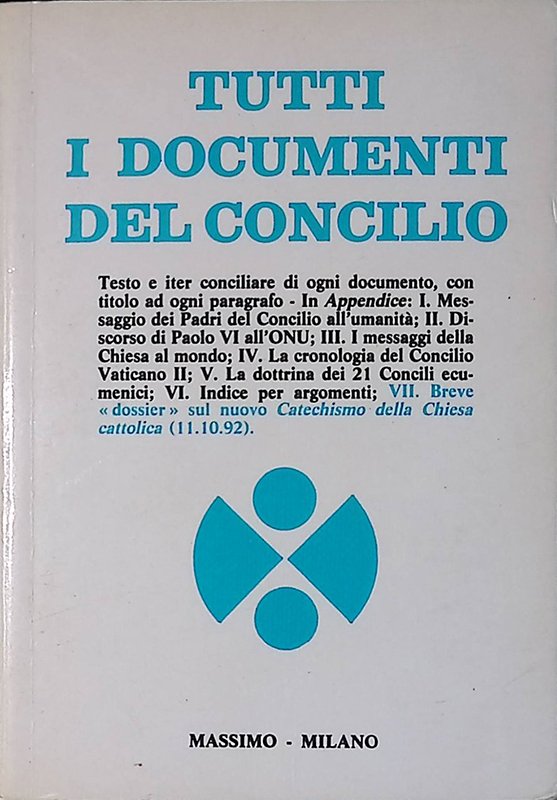 TUTTI
I DOCUMENTI
DEL CONCILIO
Testo e iter conciliare di ogni documento, con
titolo ad ogni paragrafo - In Appendice: I. Mes-
saggio dei Padri del Concilio all'umanità; II. Di-
scorso di Paolo VI all'ONU; III. I messaggi della
Chiesa al mondo; IV. La cronologia del Concilio
Vaticano II; V. La dottrina dei 21 Concili ecu-
menici; VI. Indice per argomenti; VII. Breve
« dossier » sul nuovo Catechismo della Chiesa
cattolica (11.10.92).
MASSIMO - MILANO